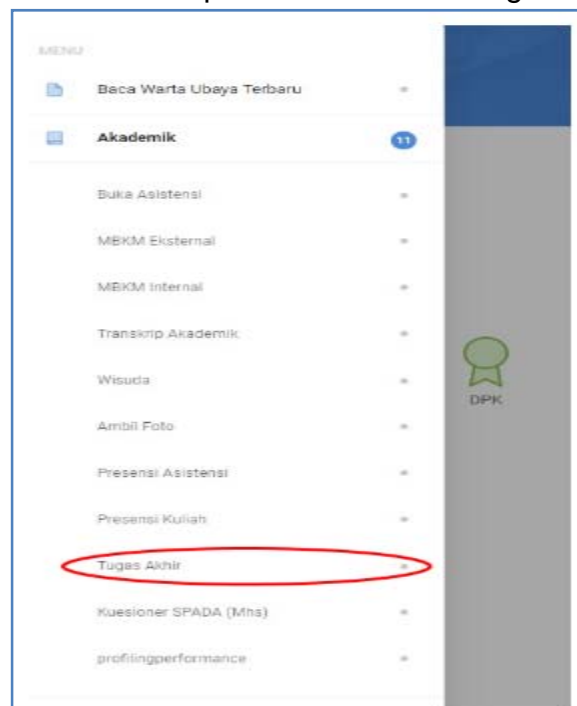 MENU
Baca Warta Ubaya Terbaru
Akademik
11
Buka Asistensi
MBKM Eksternal
MBKM Internal
Transkrip Akademik
Wisuda
Ambil Foto
Presensi Asistensi
Presensi Kuliah
Tugas Akhir
Kuesioner SPADA (Mhs)
profilingperformance
DPK